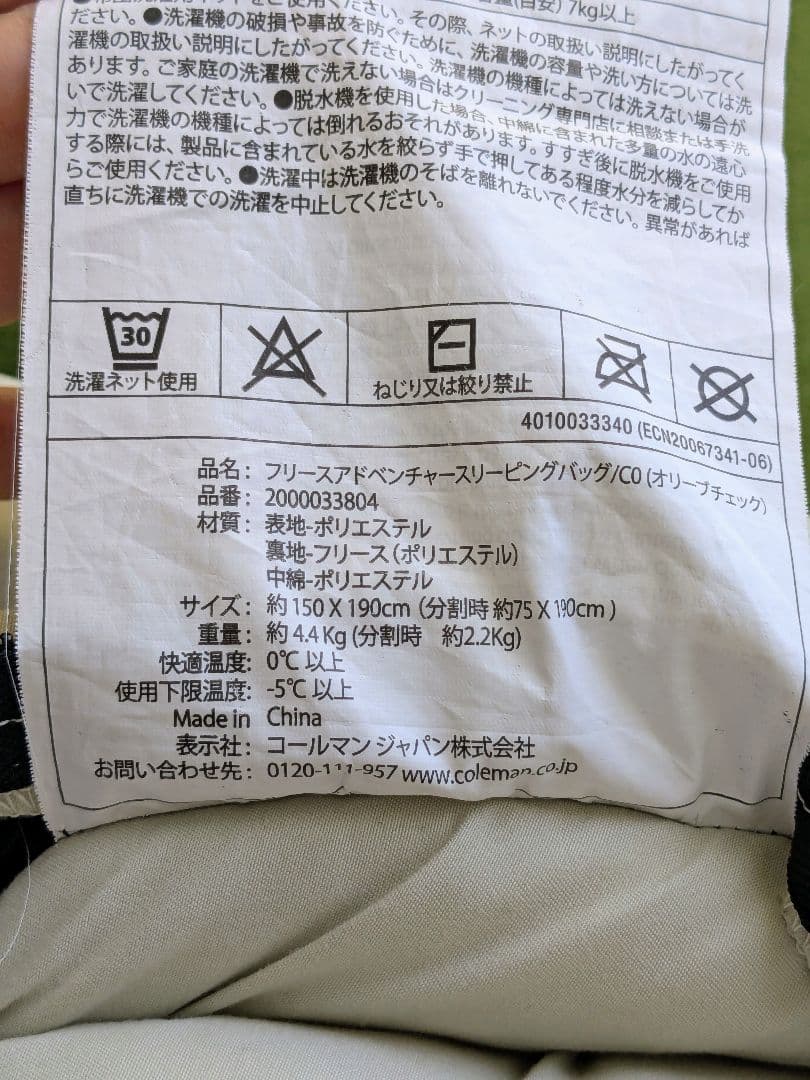 容量(目安) 7kg以上
ださい。●洗濯機の破損や事故を防ぐために、洗濯機の容量や洗い方については洗
濯機の取扱い説明にしたがってください。その際、ネットの取扱い説明にしたがってく
あります。ご家庭の洗濯機で洗えない場合はクリーニング専門店に相談または手洗
いで洗濯してください。●脱水機を使用した場合、中綿に含まれた多量の水の遠心
力で洗濯機の機種によっては倒れるおそれがあります。すすぎ後に脱水機をご使用
する際には、製品に含まれている水を絞らず手で押してある程度水分を減らしてか
らご使用ください。●洗濯中は洗濯機のそばを離れないでください。異常があれば
直ちに洗濯機での洗濯を中止してください。
30
洗濯ネット使用
ねじり又は絞り禁止
4010033340 (ECN20067341-06)
品名: フリースアドベンチャースリーピングバッグ/C0 (オリーブチェック)
品番: 2000033804
材質: 表地-ポリエステル
裏地-フリース (ポリエステル)
中綿-ポリエステル
サイズ: 約 150 X 190cm (分割時 約75 X 190cm )
重量: 約 4.4 Kg (分割時 約2.2Kg)
快適温度: 0℃ 以上
使用下限温度: -5℃ 以上
Made in China
表示社: コールマン ジャパン株式会社
お問い合わせ先: 0120-111-957 www.coleman.co.jp